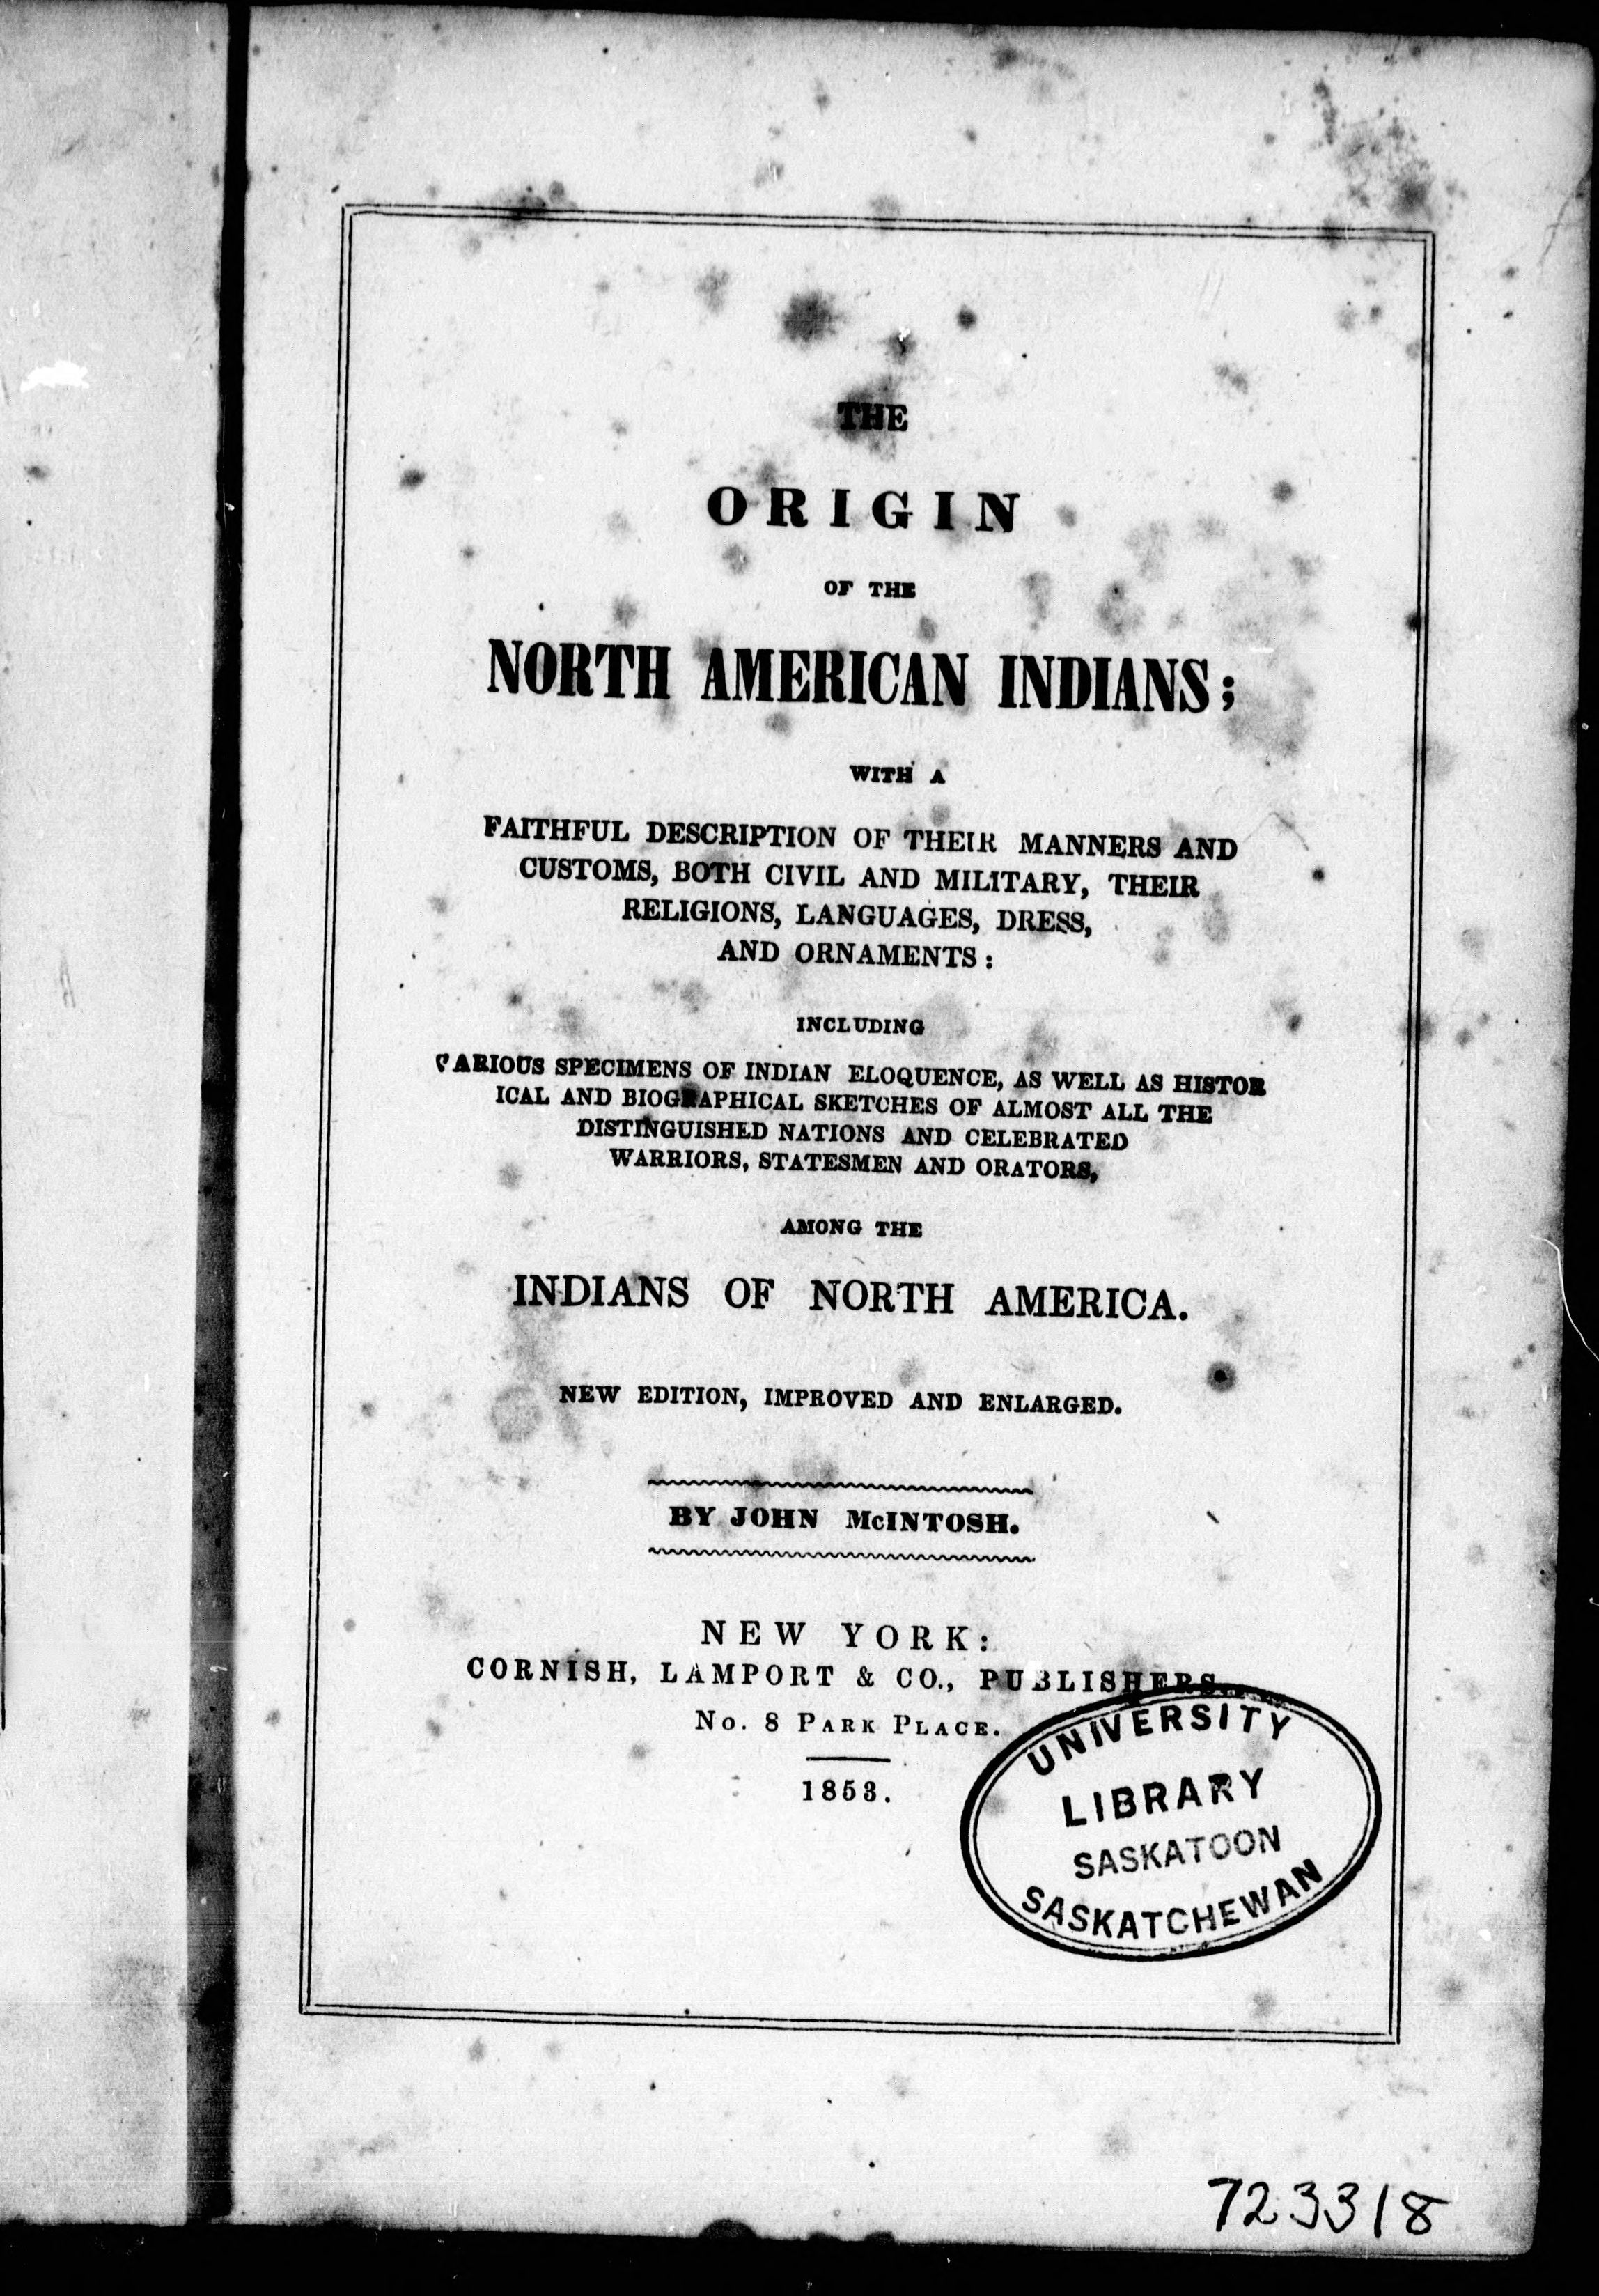 THE
ORIGIN
OF THE
NORTH AMERICAN INDIANS;
WITH A
FAITHFUL DESCRIPTION OF THEIR MANNERS AND
CUSTOMS, BOTH CIVIL AND MILITARY, THEIR
RELIGIONS, LANGUAGES, DRESS,
AND ORNAMENTS:
INCLUDING
VARIOUS SPECIMENS OF INDIAN ELOQUENCE, AS WELL AS HISTOR
ICAL AND BIOGRAPHICAL SKETCHES OF ALMOST ALL THE
DISTINGUISHED NATIONS AND CELEBRATED
WARRIORS, STATESMEN AND ORATORS,
AMONG THE
INDIANS OF NORTH AMERICA.
NEW EDITION, IMPROVED AND ENLARGED.
BY JOHN McINTOSH.
NEW YORK:
CORNISH, LAMPORT & CO., PUBLISHERS.
No. 8 PARK PLACE.
1853.
UNIVERSITY
LIBRARY
SASKATOON
SASKATCHEWAN
723318